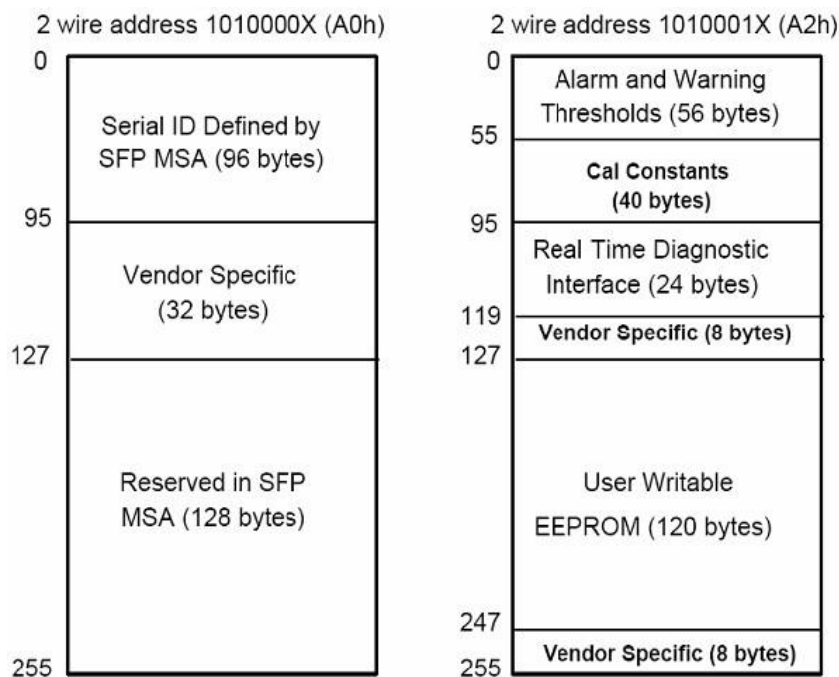 2 wire address 1010000X (A0h)
0
Serial ID Defined by
SFP MSA (96 bytes)
95
Vendor Specific
(32 bytes)
127
Reserved in SFP
MSA (128 bytes)
255
2 wire address 1010001X (A2h)
0
Alarm and Warning
Thresholds (56 bytes)
55
Cal Constants
(40 bytes)
95
Real Time Diagnostic
Interface (24 bytes)
119
Vendor Specific (8 bytes)
127
User Writable
EEPROM (120 bytes)
247
Vendor Specific (8 bytes)
255